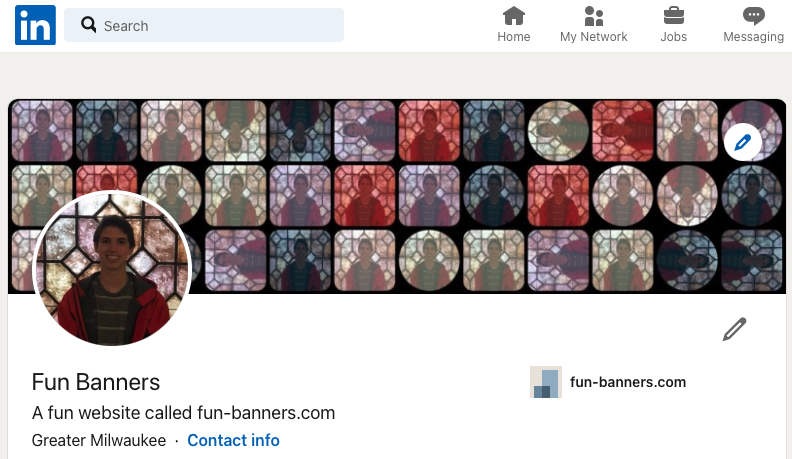 in
Search
Home
My Network
Jobs
Messaging
Fun Banners
fun-banners.com
A fun website called fun-banners.com
Greater Milwaukee · Contact info